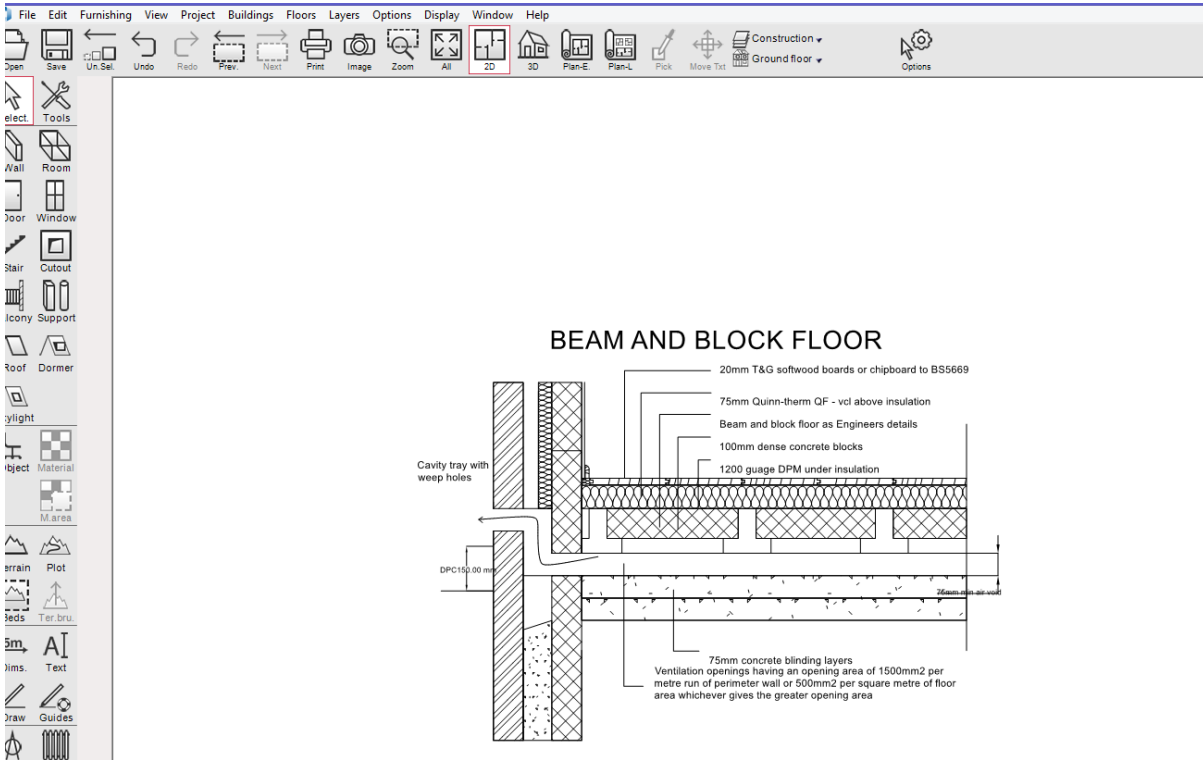 File Edit Furnishing View Project Buildings Floors Layers Options Display Window Help
Open Save Un.Sel. Undo Redo Prev. Next Print Image Zoom All 2D 3D Plan-E. Plan-L Pick Move Txt Construction Options
Ground floor
elect. Tools
Wall Room
Door Window
Stair Cutout
lcony Support
Roof Dormer
ylight
bject Material
M.area
errain Plot
Beds Ter.bru.
5m
Dims. Text
Draw Guides
BEAM AND BLOCK FLOOR
20mm T&G softwood boards or chipboard to BS5669
75mm Quinn-therm QF - vcl above insulation
Beam and block floor as Engineers details
100mm dense concrete blocks
1200 guage DPM under insulation
Cavity tray with
weep holes
DPC150.00 mm
75mm min air void
75mm concrete blinding layers
Ventilation openings having an opening area of 1500mm2 per
metre run of perimeter wall or 500mm2 per square metre of floor
area whichever gives the greater opening area